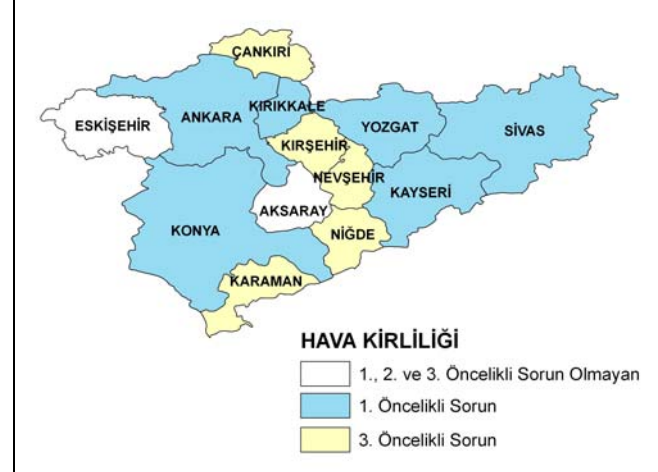 ÇANKIRI
ANKARA
KIRIKKALE
ESKİŞEHİR
YOZGAT
SİVAS
KIRŞEHİR
NEVŞEHİR
KAYSERİ
AKSARAY
KONYA
NİĞDE
KARAMAN
HAVA KİRLİLİĞİ
1., 2. ve 3. Öncelikli Sorun Olmayan
1. Öncelikli Sorun
3. Öncelikli Sorun